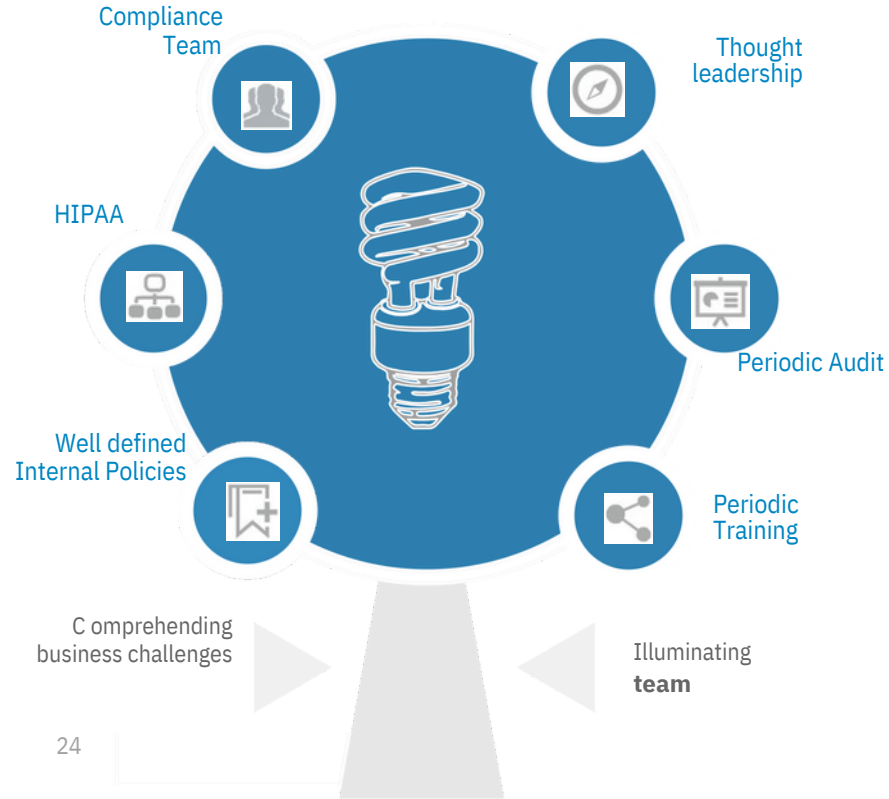 Compliance
Team
Thought
leadership
HIPAA
Periodic Audit
Well defined
Internal Policies
Periodic
Training
C omprehending
business challenges
Illuminating
team
24